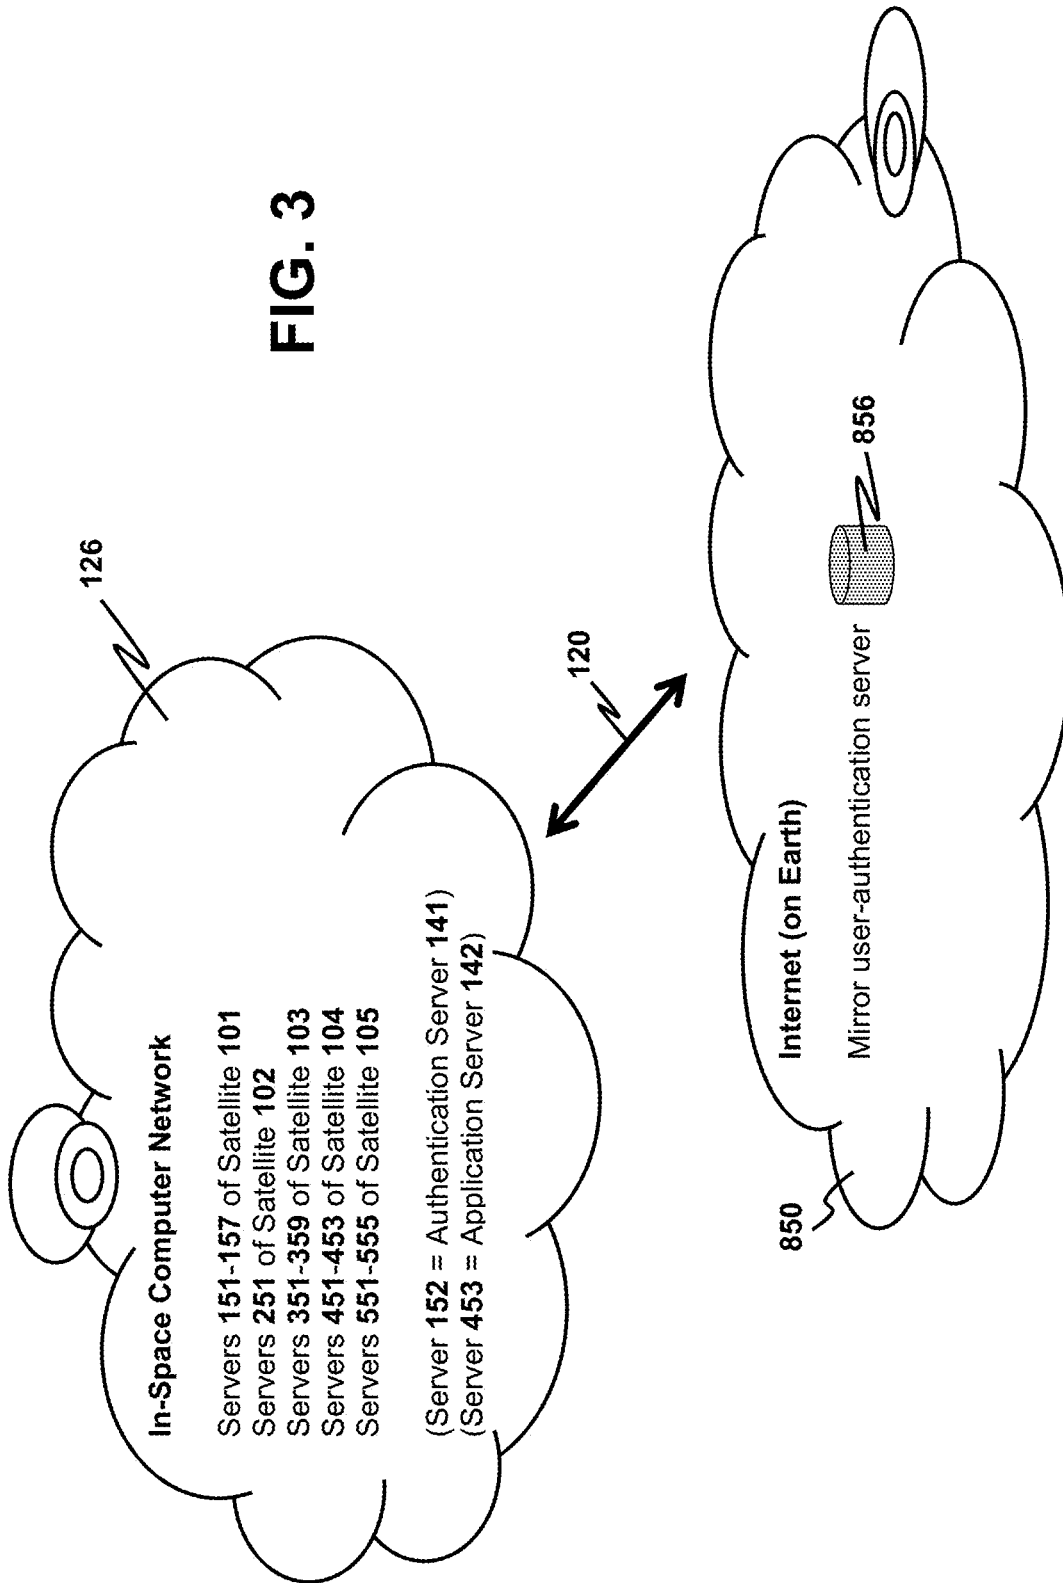 FIG. 3
126
In-Space Computer Network
Servers 151-157 of Satellite 101
Servers 251 of Satellite 102
Servers 351-359 of Satellite 103
Servers 451-453 of Satellite 104
Servers 551-555 of Satellite 105
(Server 152 = Authentication Server 141)
(Server 453 = Application Server 142)
120
Internet (on Earth)
Mirror user-authentication server
856
850